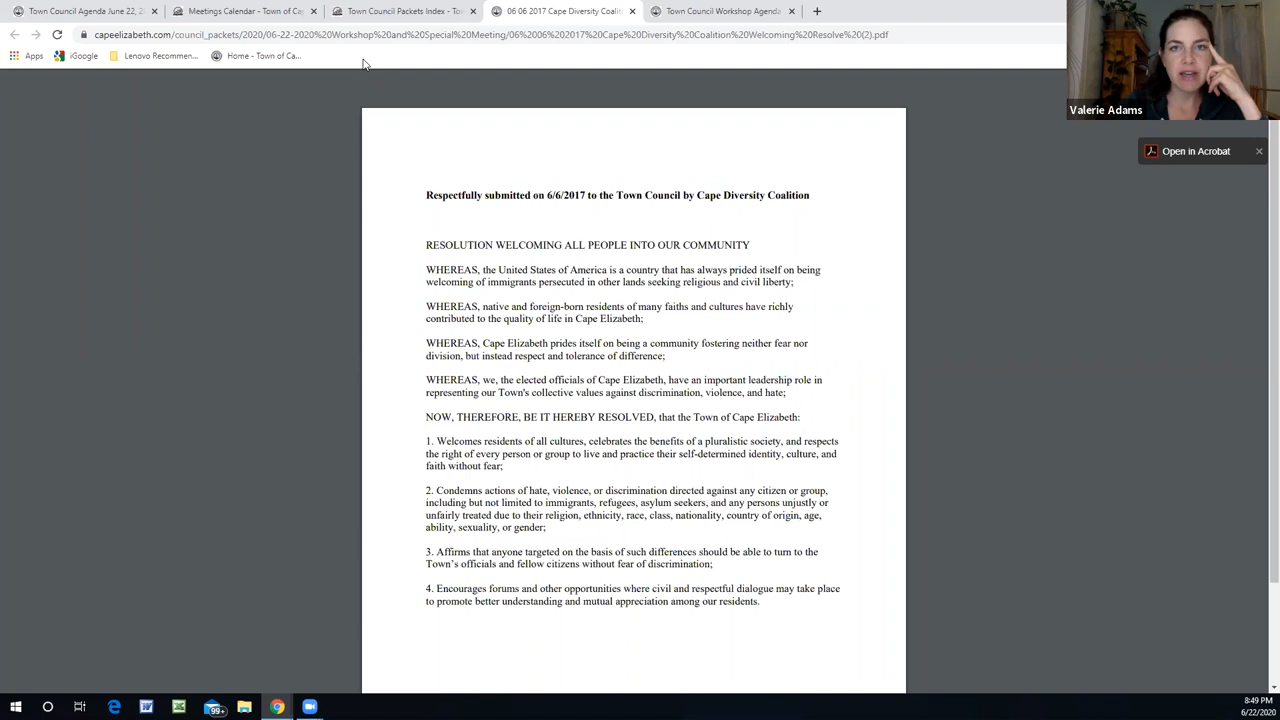 Town Council Agenda June 22, 2
Meetings Calendar - Town of Ca
Town Council Packets Index - To
06 06 2017 Cape Diversity Coaliti
Town Council Workshop Agenda
capeelizabeth.com/council_packets/2020/06-22-2020%20Workshop%20and%20Special%20Meeting/06%2006%202017%20Cape%20Diversity%20Coalition%20Welcoming%20Resolve%20(2).pdf
Apps
iGoogle
Lenovo Recommen...
Home - Town of Ca...
Valerie Adams
Open in Acrobat
Respectfully submitted on 6/6/2017 to the Town Council by Cape Diversity Coalition
RESOLUTION WELCOMING ALL PEOPLE INTO OUR COMMUNITY
WHEREAS, the United States of America is a country that has always prided itself on being
welcoming of immigrants persecuted in other lands seeking religious and civil liberty;
WHEREAS, native and foreign-born residents of many faiths and cultures have richly
contributed to the quality of life in Cape Elizabeth;
WHEREAS, Cape Elizabeth prides itself on being a community fostering neither fear nor
division, but instead respect and tolerance of difference;
WHEREAS, we, the elected officials of Cape Elizabeth, have an important leadership role in
representing our Town's collective values against discrimination, violence, and hate;
NOW, THEREFORE, BE IT HEREBY RESOLVED, that the Town of Cape Elizabeth:
1. Welcomes residents of all cultures, celebrates the benefits of a pluralistic society, and respects
the right of every person or group to live and practice their self-determined identity, culture, and
faith without fear;
2. Condemns actions of hate, violence, or discrimination directed against any citizen or group,
including but not limited to immigrants, refugees, asylum seekers, and any persons unjustly or
unfairly treated due to their religion, ethnicity, race, class, nationality, country of origin, age,
ability, sexuality, or gender;
3. Affirms that anyone targeted on the basis of such differences should be able to turn to the
Town's officials and fellow citizens without fear of discrimination;
4. Encourages forums and other opportunities where civil and respectful dialogue may take place
to promote better understanding and mutual appreciation among our residents.
99+
8:49 PM
6/22/2020